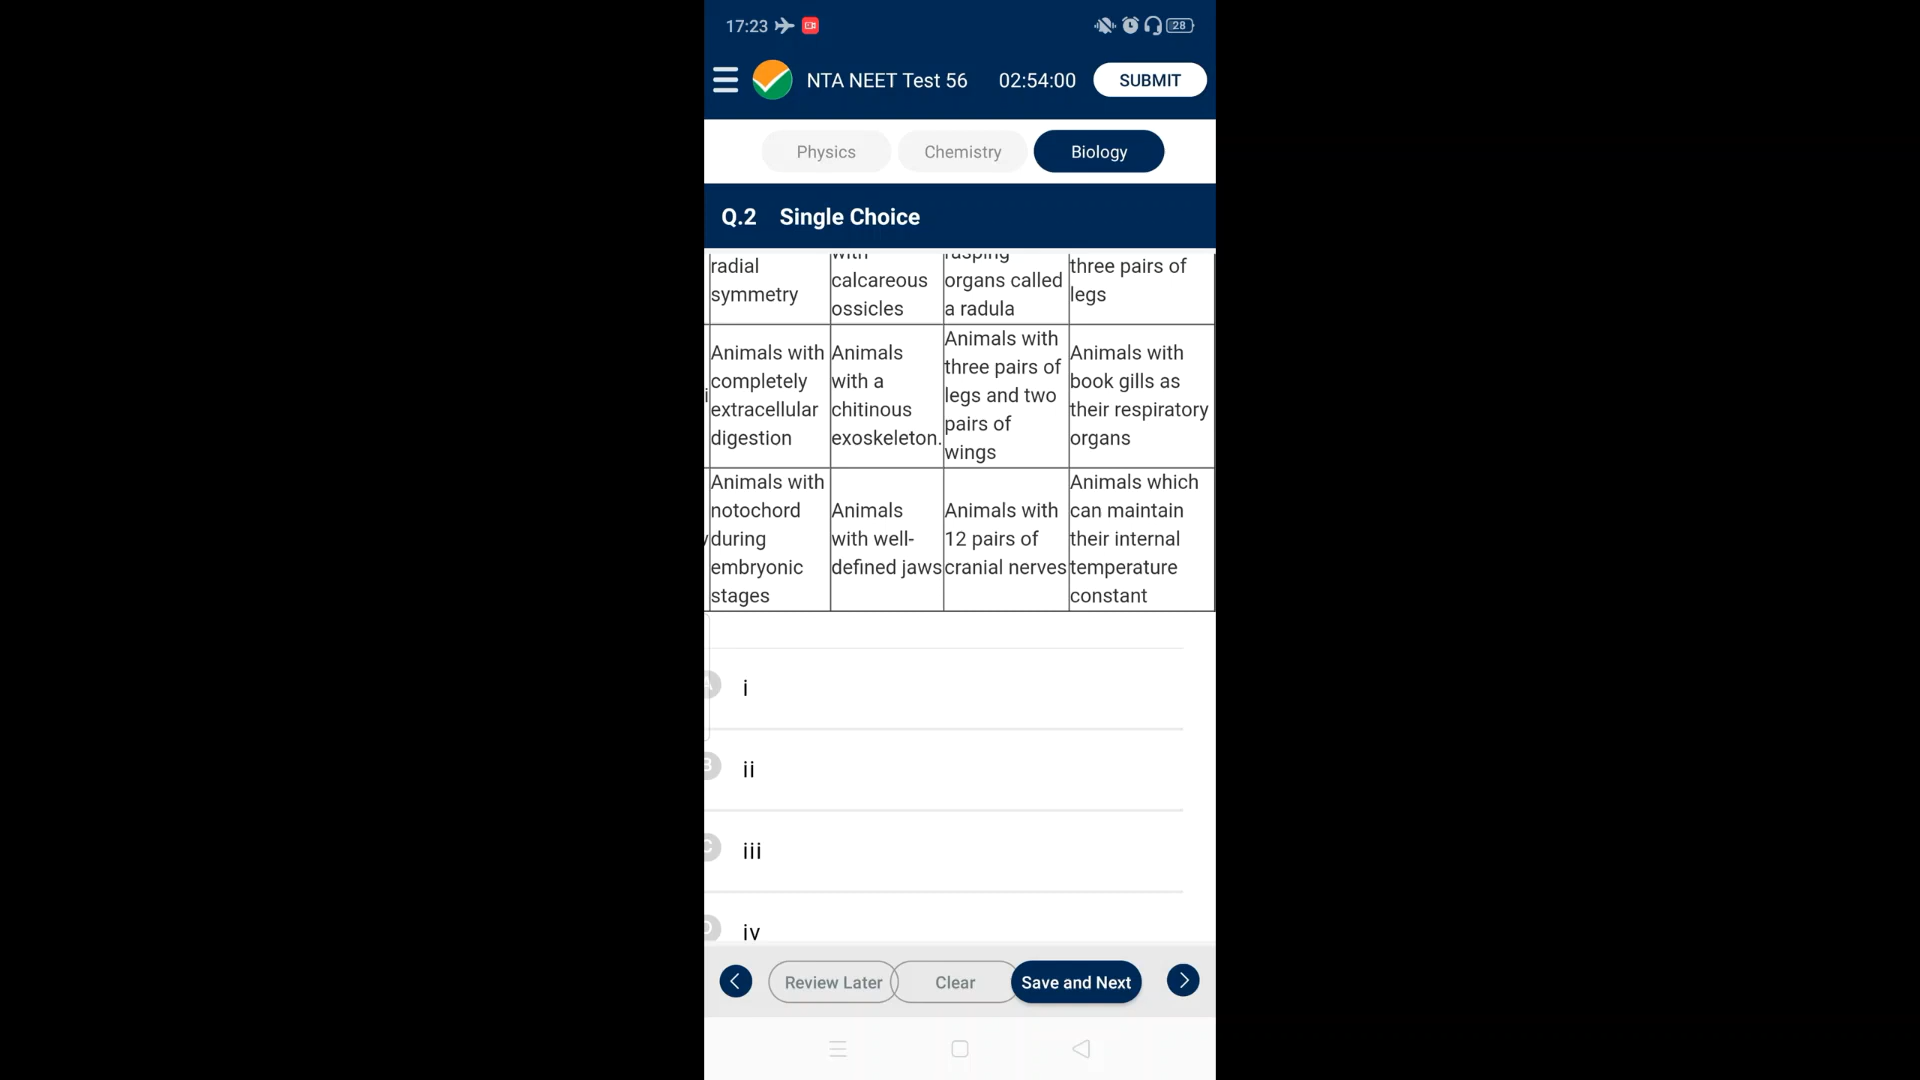 17:23 28
NTA NEET Test 56 02:54:00 SUBMIT
Physics Chemistry Biology
Q.2 Single Choice
radial symmetry
with calcareous ossicles
rasping organs called a radula
three pairs of legs
Animals with completely extracellular digestion
Animals with a chitinous exoskeleton.
Animals with three pairs of legs and two pairs of wings
Animals with book gills as their respiratory organs
Animals with notochord during embryonic stages
Animals with well-defined jaws
Animals with 12 pairs of cranial nerves
Animals which can maintain their internal temperature constant
i
B ii
C iii
D iv
Review Later Clear Save and Next